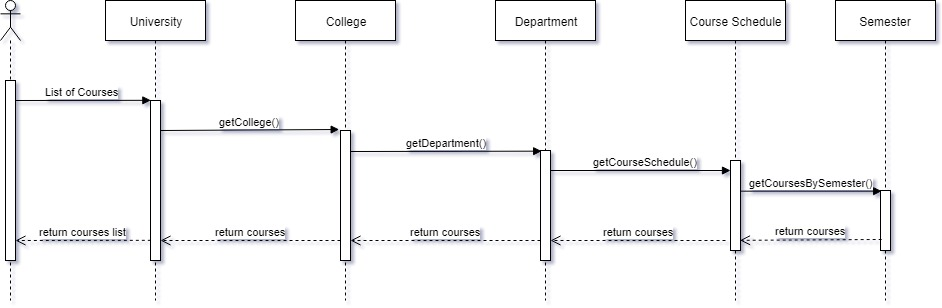 University
College
Department
Course Schedule
Semester
List of Courses
getCollege()
getDepartment()
getCourseSchedule()
getCoursesBySemester()
return courses list
return courses
return courses
return courses
return courses